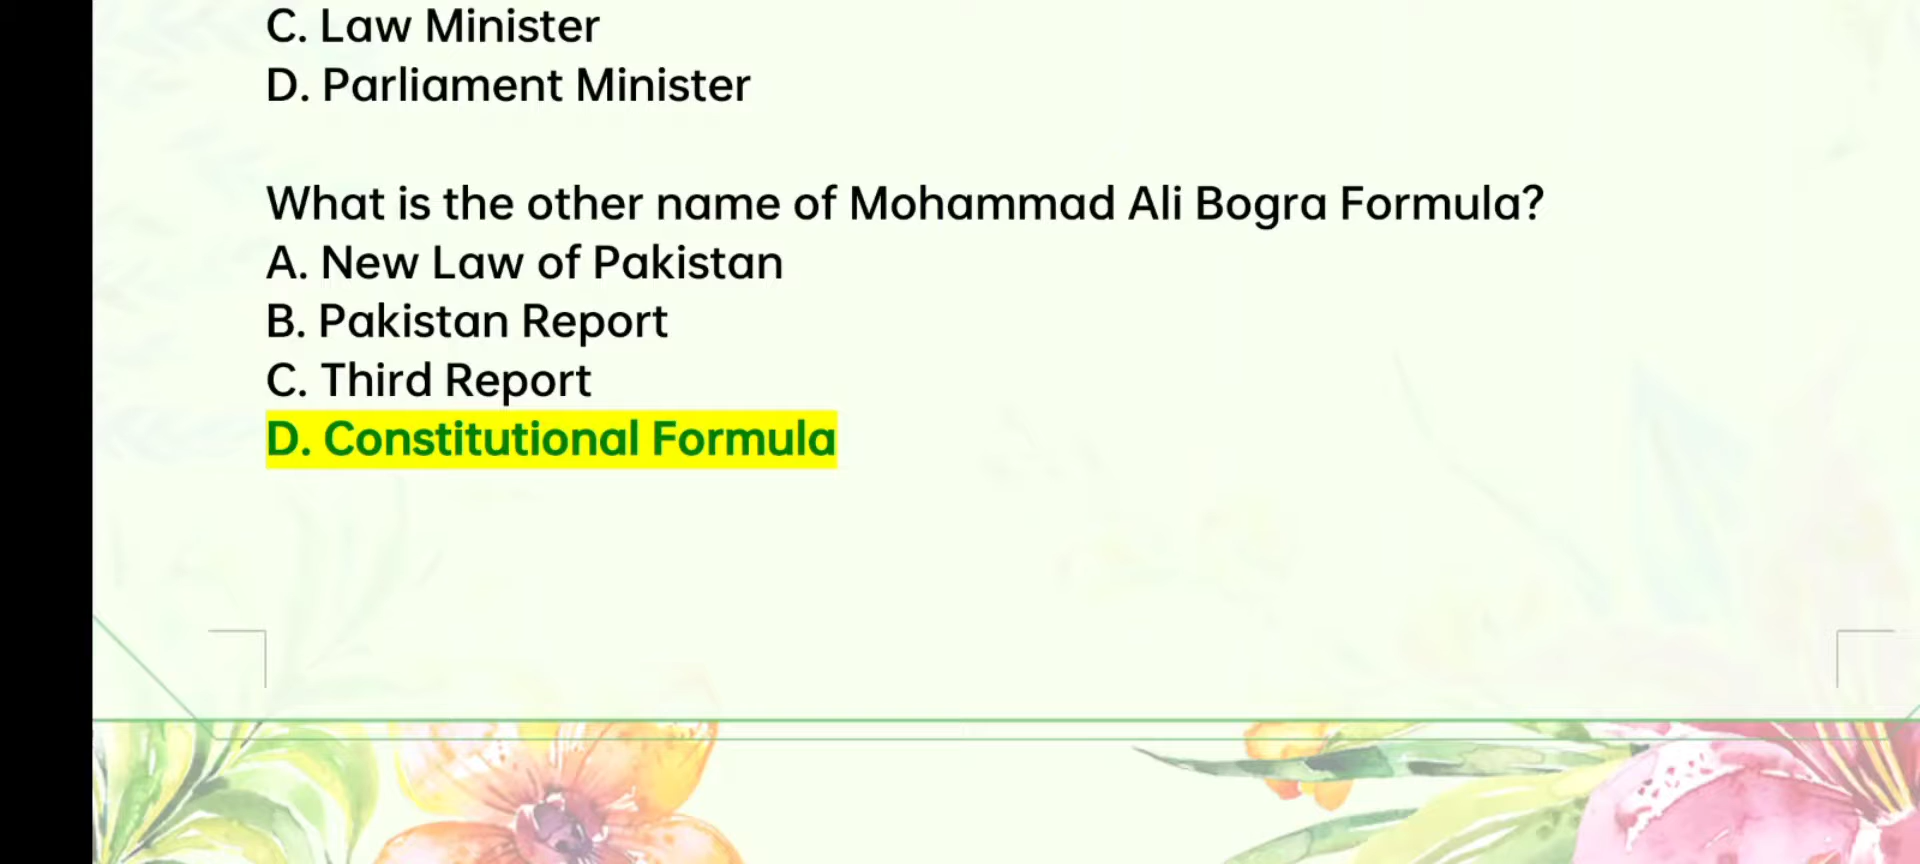 C. Law Minister
D. Parliament Minister
What is the other name of Mohammad Ali Bogra Formula?
A. New Law of Pakistan
B. Pakistan Report
C. Third Report
D. Constitutional Formula